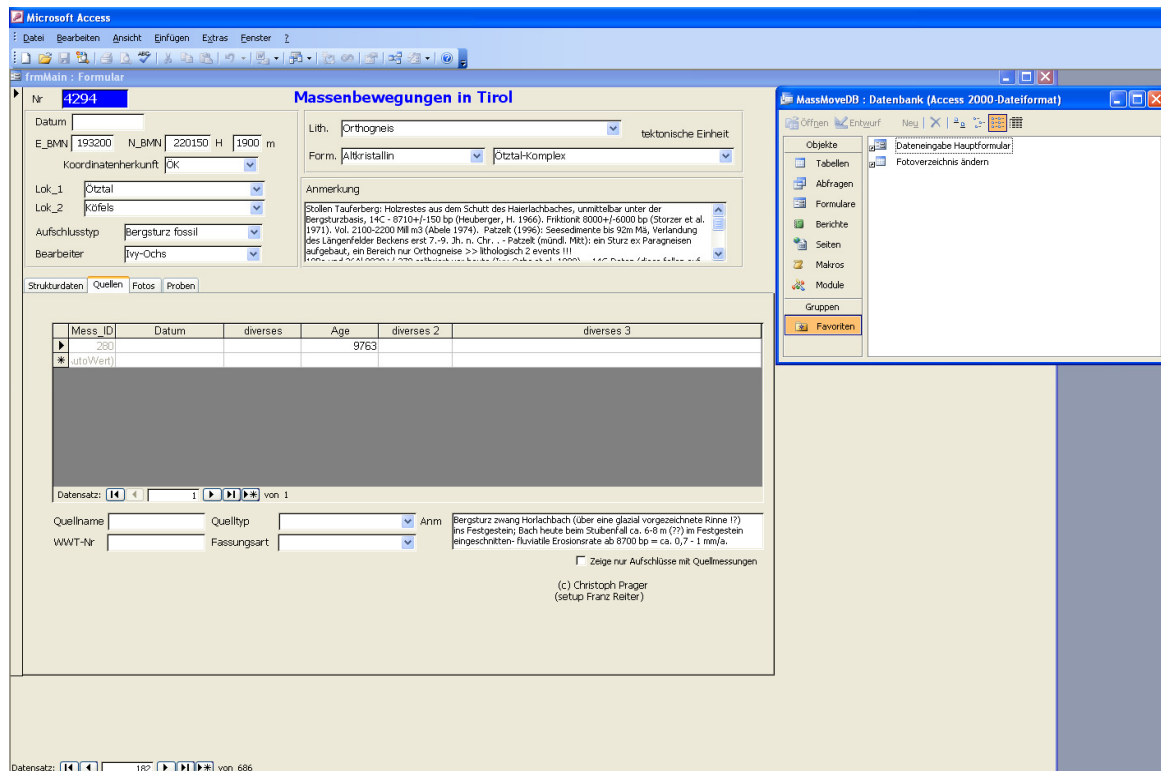 Microsoft Access
Datei Bearbeiten Ansicht Einfügen Extras Fenster ?
frmMain : Formular
Nr 4294 Massenbewegungen in Tirol
Datum
E_BMN 193200 N_BMN 220150 H 1900 m
Koordinatenherkunft ÖK
Lok_1 Ötztal
Lok_2 Köfels
Aufschlusstyp Bergsturz fossil
Bearbeiter Ivy-Ochs
Lith. Orthogneis tektonische Einheit
Form. Altkristallin Ötztal-Komplex
Anmerkung
Stollen Tauferberg: Holzrestes aus dem Schutt des Haierlachbaches, unmittelbar unter der
Bergsturzbasis, 14C - 8710+/-150 bp (Heuberger, H. 1966). Friktionit 8000+/-6000 bp (Storzer et al.
1971). Vol. 2100-2200 Mill m3 (Abele 1974). Patzelt (1996): Seesedimente bis 92m Mä, Verlandung
des Längenfelder Beckens erst 7.-9. Jh. n. Chr. . - Patzelt (mündl. Mitt): ein Sturz ex Paragneisen
aufgebaut, ein Bereich nur Orthogneise >> lithologisch 2 events !!!
Strukturdaten Quellen Fotos Proben
Mess_ID Datum diverses Age diverses 2 diverses 3
280 9763
utoWert)
Datensatz: 1 von 1
Quellname Quelltyp Anm
WWT-Nr Fassungsart
Bergsturz zwang Horlachbach (über eine glazial vorgezeichnete Rinne !?)
ins Festgestein; Bach heute beim Stuibenfall ca. 6-8 m (??) im Festgestein
eingeschnitten- fluviatile Erosionsrate ab 8700 bp = ca. 0,7 - 1 mm/a.
Zeige nur Aufschlüsse mit Quellmessungen
(c) Christoph Prager
(setup Franz Reiter)
Datensatz: 182 von 686
MassMoveDB : Datenbank (Access 2000-Dateiformat)
Öffnen Entwurf Neu
Objekte
Tabellen
Abfragen
Formulare
Berichte
Seiten
Makros
Module
Gruppen
Favoriten
Dateneingabe Hauptformular
Fotoverzeichnis ändern